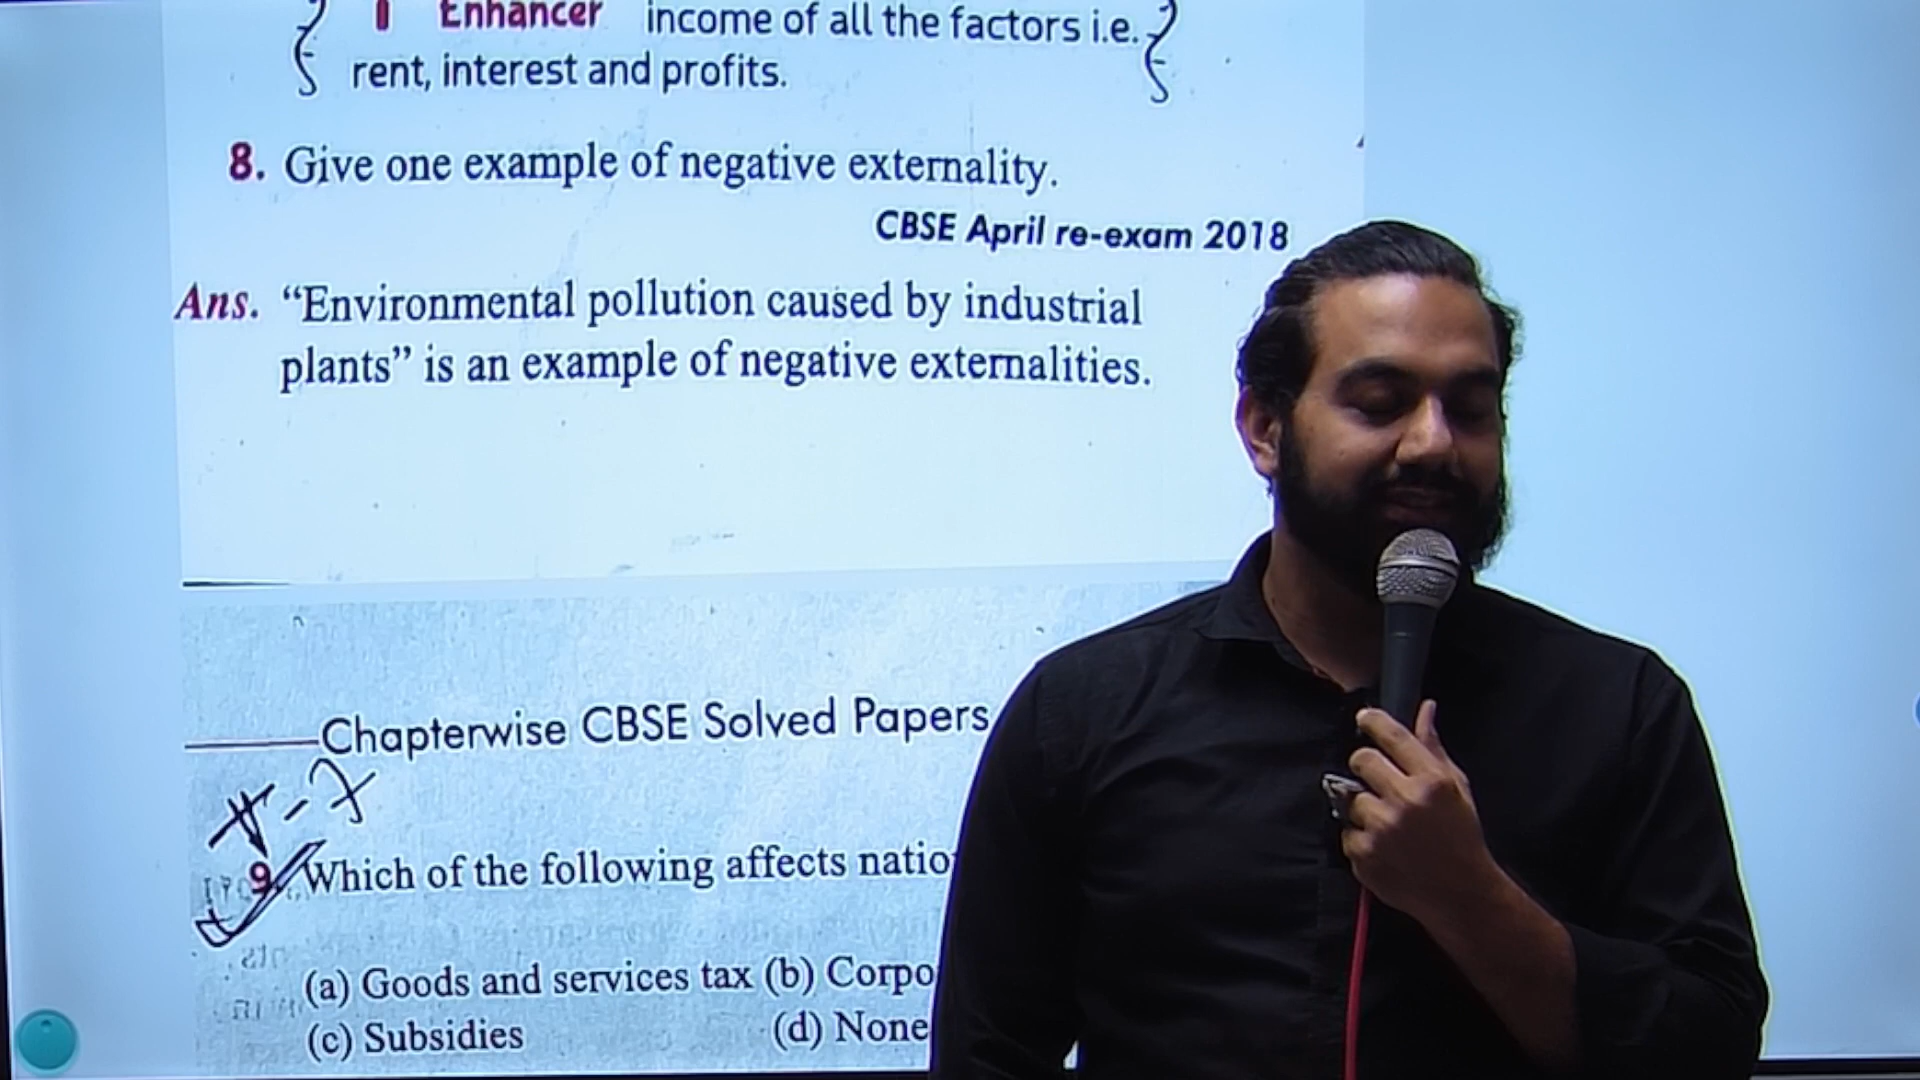 Enhancer income of all the factors i.e.
rent, interest and profits.
8. Give one example of negative externality.
CBSE April re-exam 2018
Ans. “Environmental pollution caused by industrial
plants” is an example of negative externalities.
Chapterwise CBSE Solved Papers
9. Which of the following affects
(a) Goods and services tax (b)
(c) Subsidies (d) None